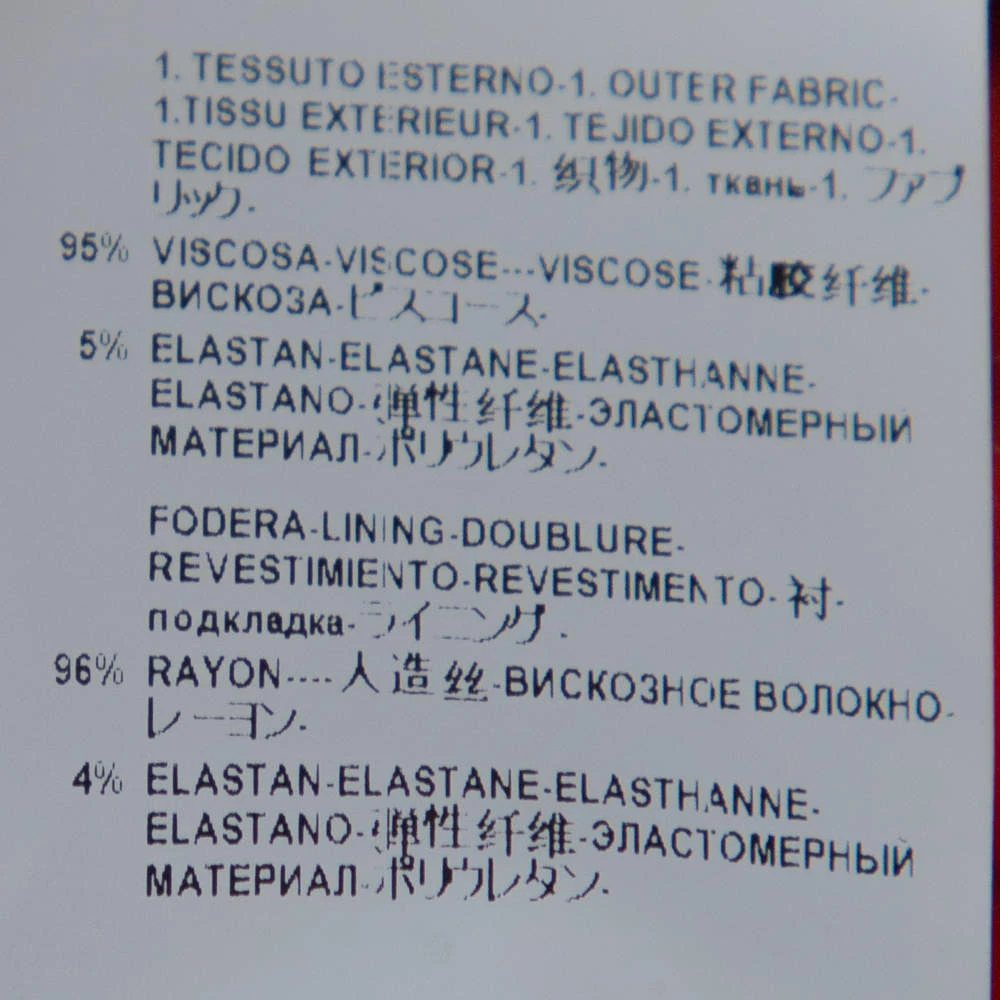 1. TESSUTO ESTERNO-1. OUTER FABRIC-
1.TISSU EXTERIEUR-1. TEJIDO EXTERNO-1.
TECIDO EXTERIOR-1. 织物-1. ткань-1. ファブ
リック-
95% VISCOSA-VISCOSE---VISCOSE-粘胶纤维-
ВИСКОЗА-ビスコース-
5% ELASTAN-ELASTANE-ELASTHANNE-
ELASTANO-弹性纤维-ЭЛАСТОМЕРНЫЙ
МАТЕРИАЛ-ポリウレタン-
FODERA-LINING-DOUBLURE-
REVESTIMIENTO-REVESTIMENTO-衬-
подкладка-ライニング-
96% RAYON----人造丝-ВИСКОЗНОЕ ВОЛОКНО-
レーヨン-
4% ELASTAN-ELASTANE-ELASTHANNE-
ELASTANO-弹性纤维-ЭЛАСТОМЕРНЫЙ
МАТЕРИАЛ-ポリウレタン-